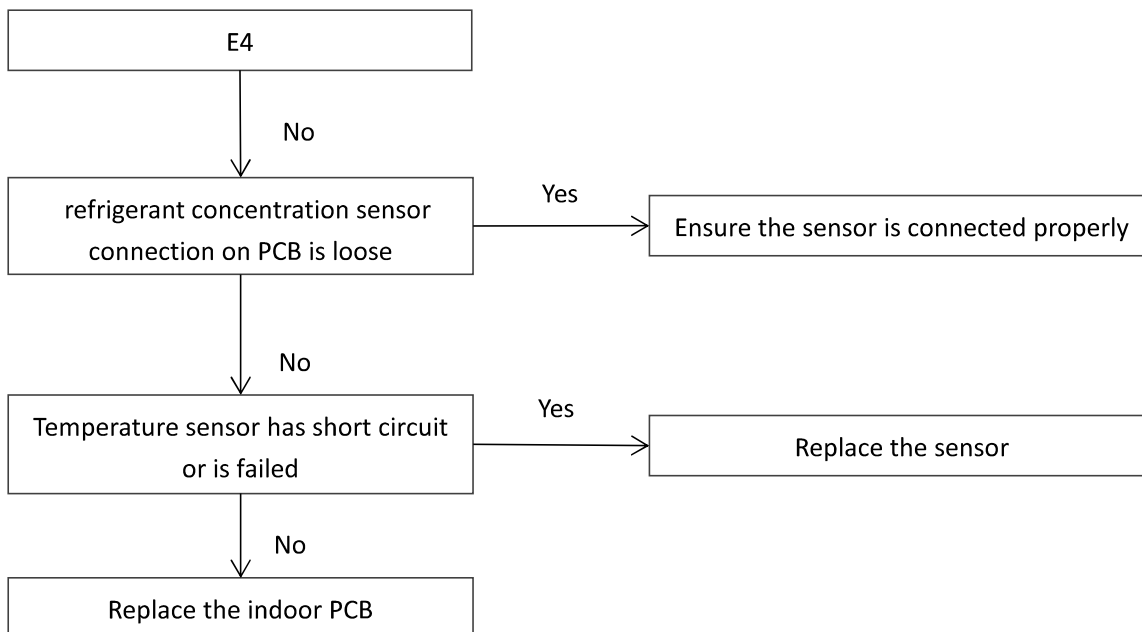 E4
No
refrigerant concentration sensor
connection on PCB is loose
Yes
Ensure the sensor is connected properly
No
Temperature sensor has short circuit
or is failed
Yes
Replace the sensor
No
Replace the indoor PCB